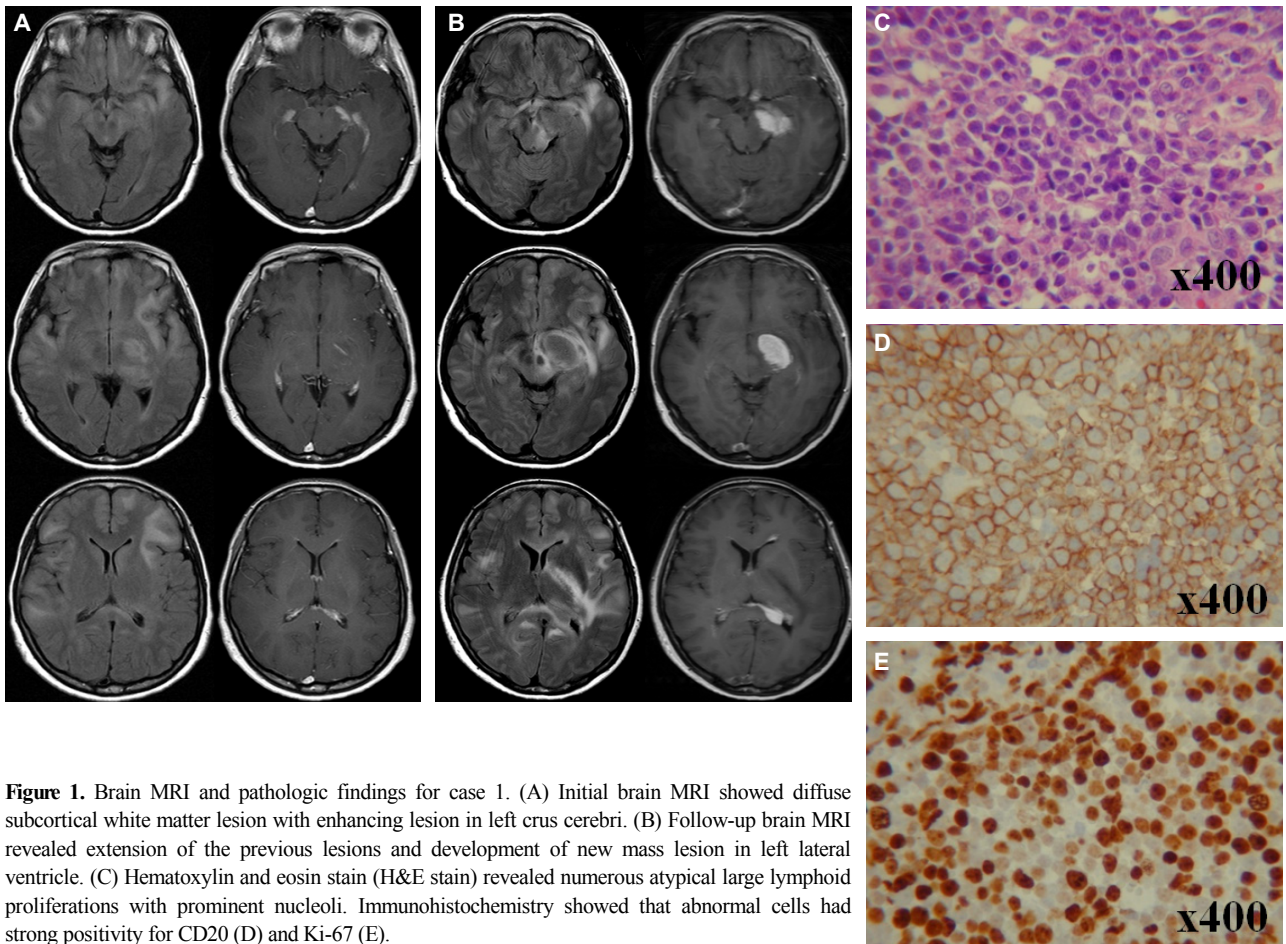 A
B
C
x400
D
x400
E
x400
Figure 1. Brain MRI and pathologic findings for case 1. (A) Initial brain MRI showed diffuse
subcortical white matter lesion with enhancing lesion in left crus cerebri. (B) Follow-up brain MRI
revealed extension of the previous lesions and development of new mass lesion in left lateral
ventricle. (C) Hematoxylin and eosin stain (H&E stain) revealed numerous atypical large lymphoid
proliferations with prominent nucleoli. Immunohistochemistry showed that abnormal cells had
strong positivity for CD20 (D) and Ki-67 (E).